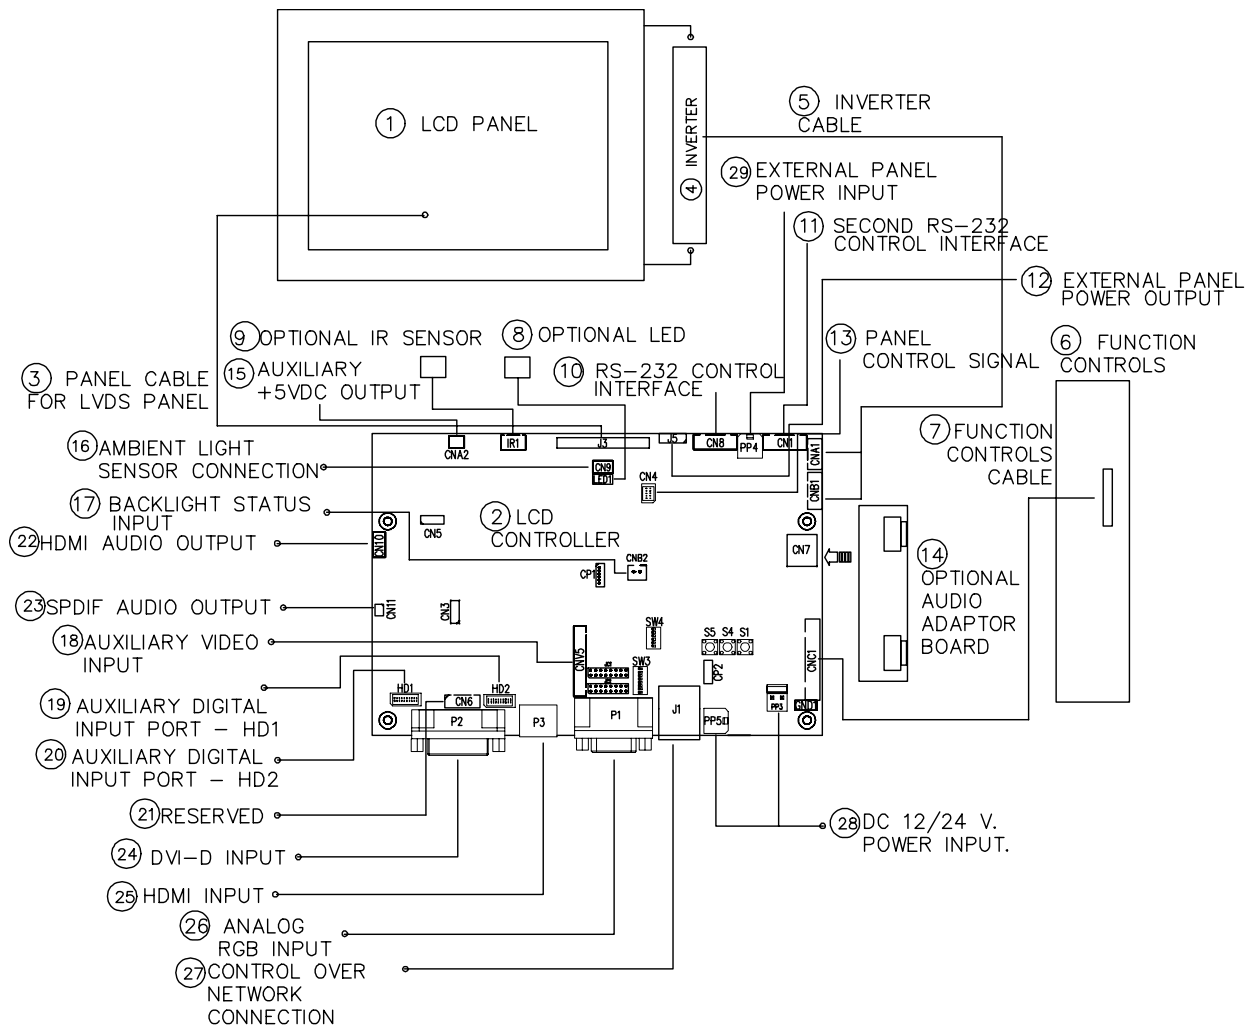 1 LCD PANEL
4 INVERTER
5 INVERTER
CABLE
29 EXTERNAL PANEL
POWER INPUT
11 SECOND RS-232
CONTROL INTERFACE
12 EXTERNAL PANEL
POWER OUTPUT
9 OPTIONAL IR SENSOR
8 OPTIONAL LED
13 PANEL
CONTROL SIGNAL
6 FUNCTION
CONTROLS
3 PANEL CABLE
FOR LVDS PANEL
15 AUXILIARY
+5VDC OUTPUT
10 RS-232 CONTROL
INTERFACE
7 FUNCTION
CONTROLS
CABLE
16 AMBIENT LIGHT
SENSOR CONNECTION
CNA2
IR1
J3
J5
CN8
PP4
CN1
CNA1
CN9
LED1
CN4
CNB1
17 BACKLIGHT STATUS
INPUT
22 HDMI AUDIO OUTPUT
CN10
CN5
2 LCD
CONTROLLER
CNB2
CP1
CN7
14 OPTIONAL
AUDIO
ADAPTOR
BOARD
23 SPDIF AUDIO OUTPUT
CN11
CN3
18 AUXILIARY VIDEO
INPUT
CNV5
SW4
SW3
S5 S4 S1
CP2
CNC1
19 AUXILIARY DIGITAL
INPUT PORT - HD1
HD1
CN6
HD2
P2
P3
P1
J1
PP5
PP3
GND1
20 AUXILIARY DIGITAL
INPUT PORT - HD2
21 RESERVED
28 DC 12/24 V.
POWER INPUT.
24 DVI-D INPUT
25 HDMI INPUT
26 ANALOG
RGB INPUT
27 CONTROL OVER
NETWORK
CONNECTION